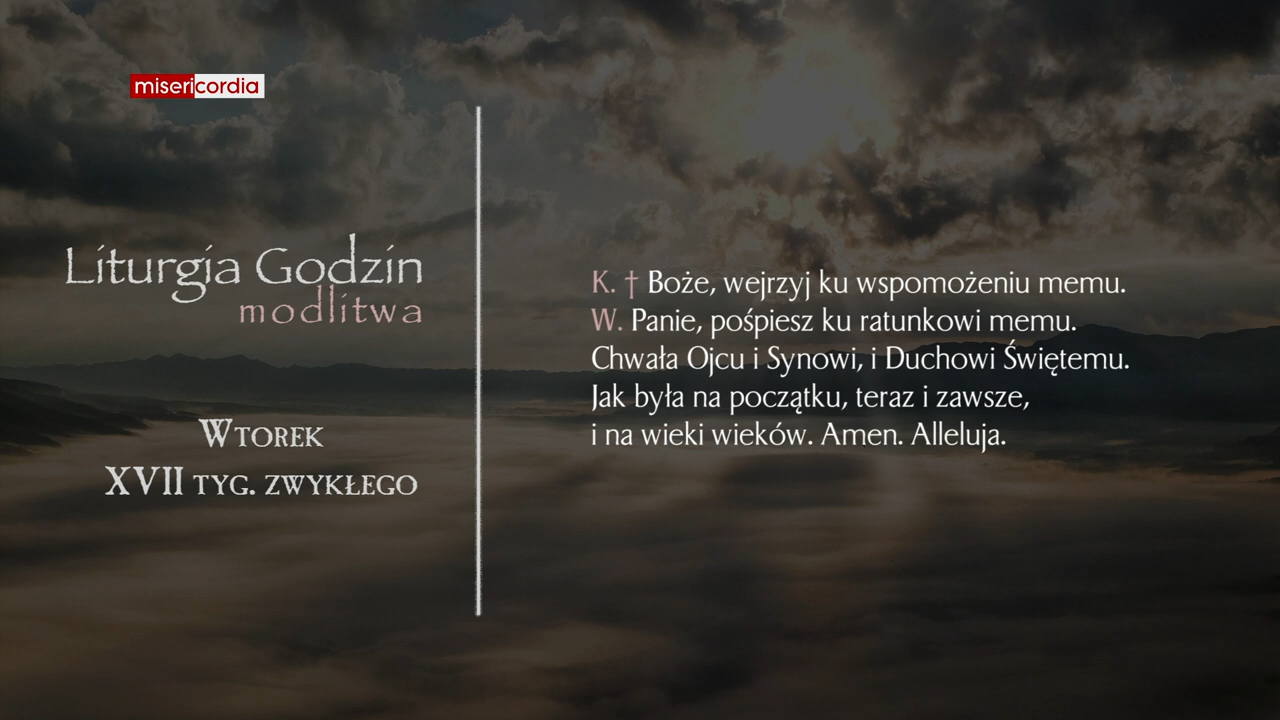 misericordia
Liturgia Godzin
modlitwa
Wtorek
XVII tyg. zwykłego
K. † Boże, wejrzyj ku wspomożeniu memu.
W. Panie, pośpiesz ku ratunkowi memu.
Chwała Ojcu i Synowi, i Duchowi Świętemu.
Jak była na początku, teraz i zawsze,
i na wieki wieków. Amen. Alleluja.